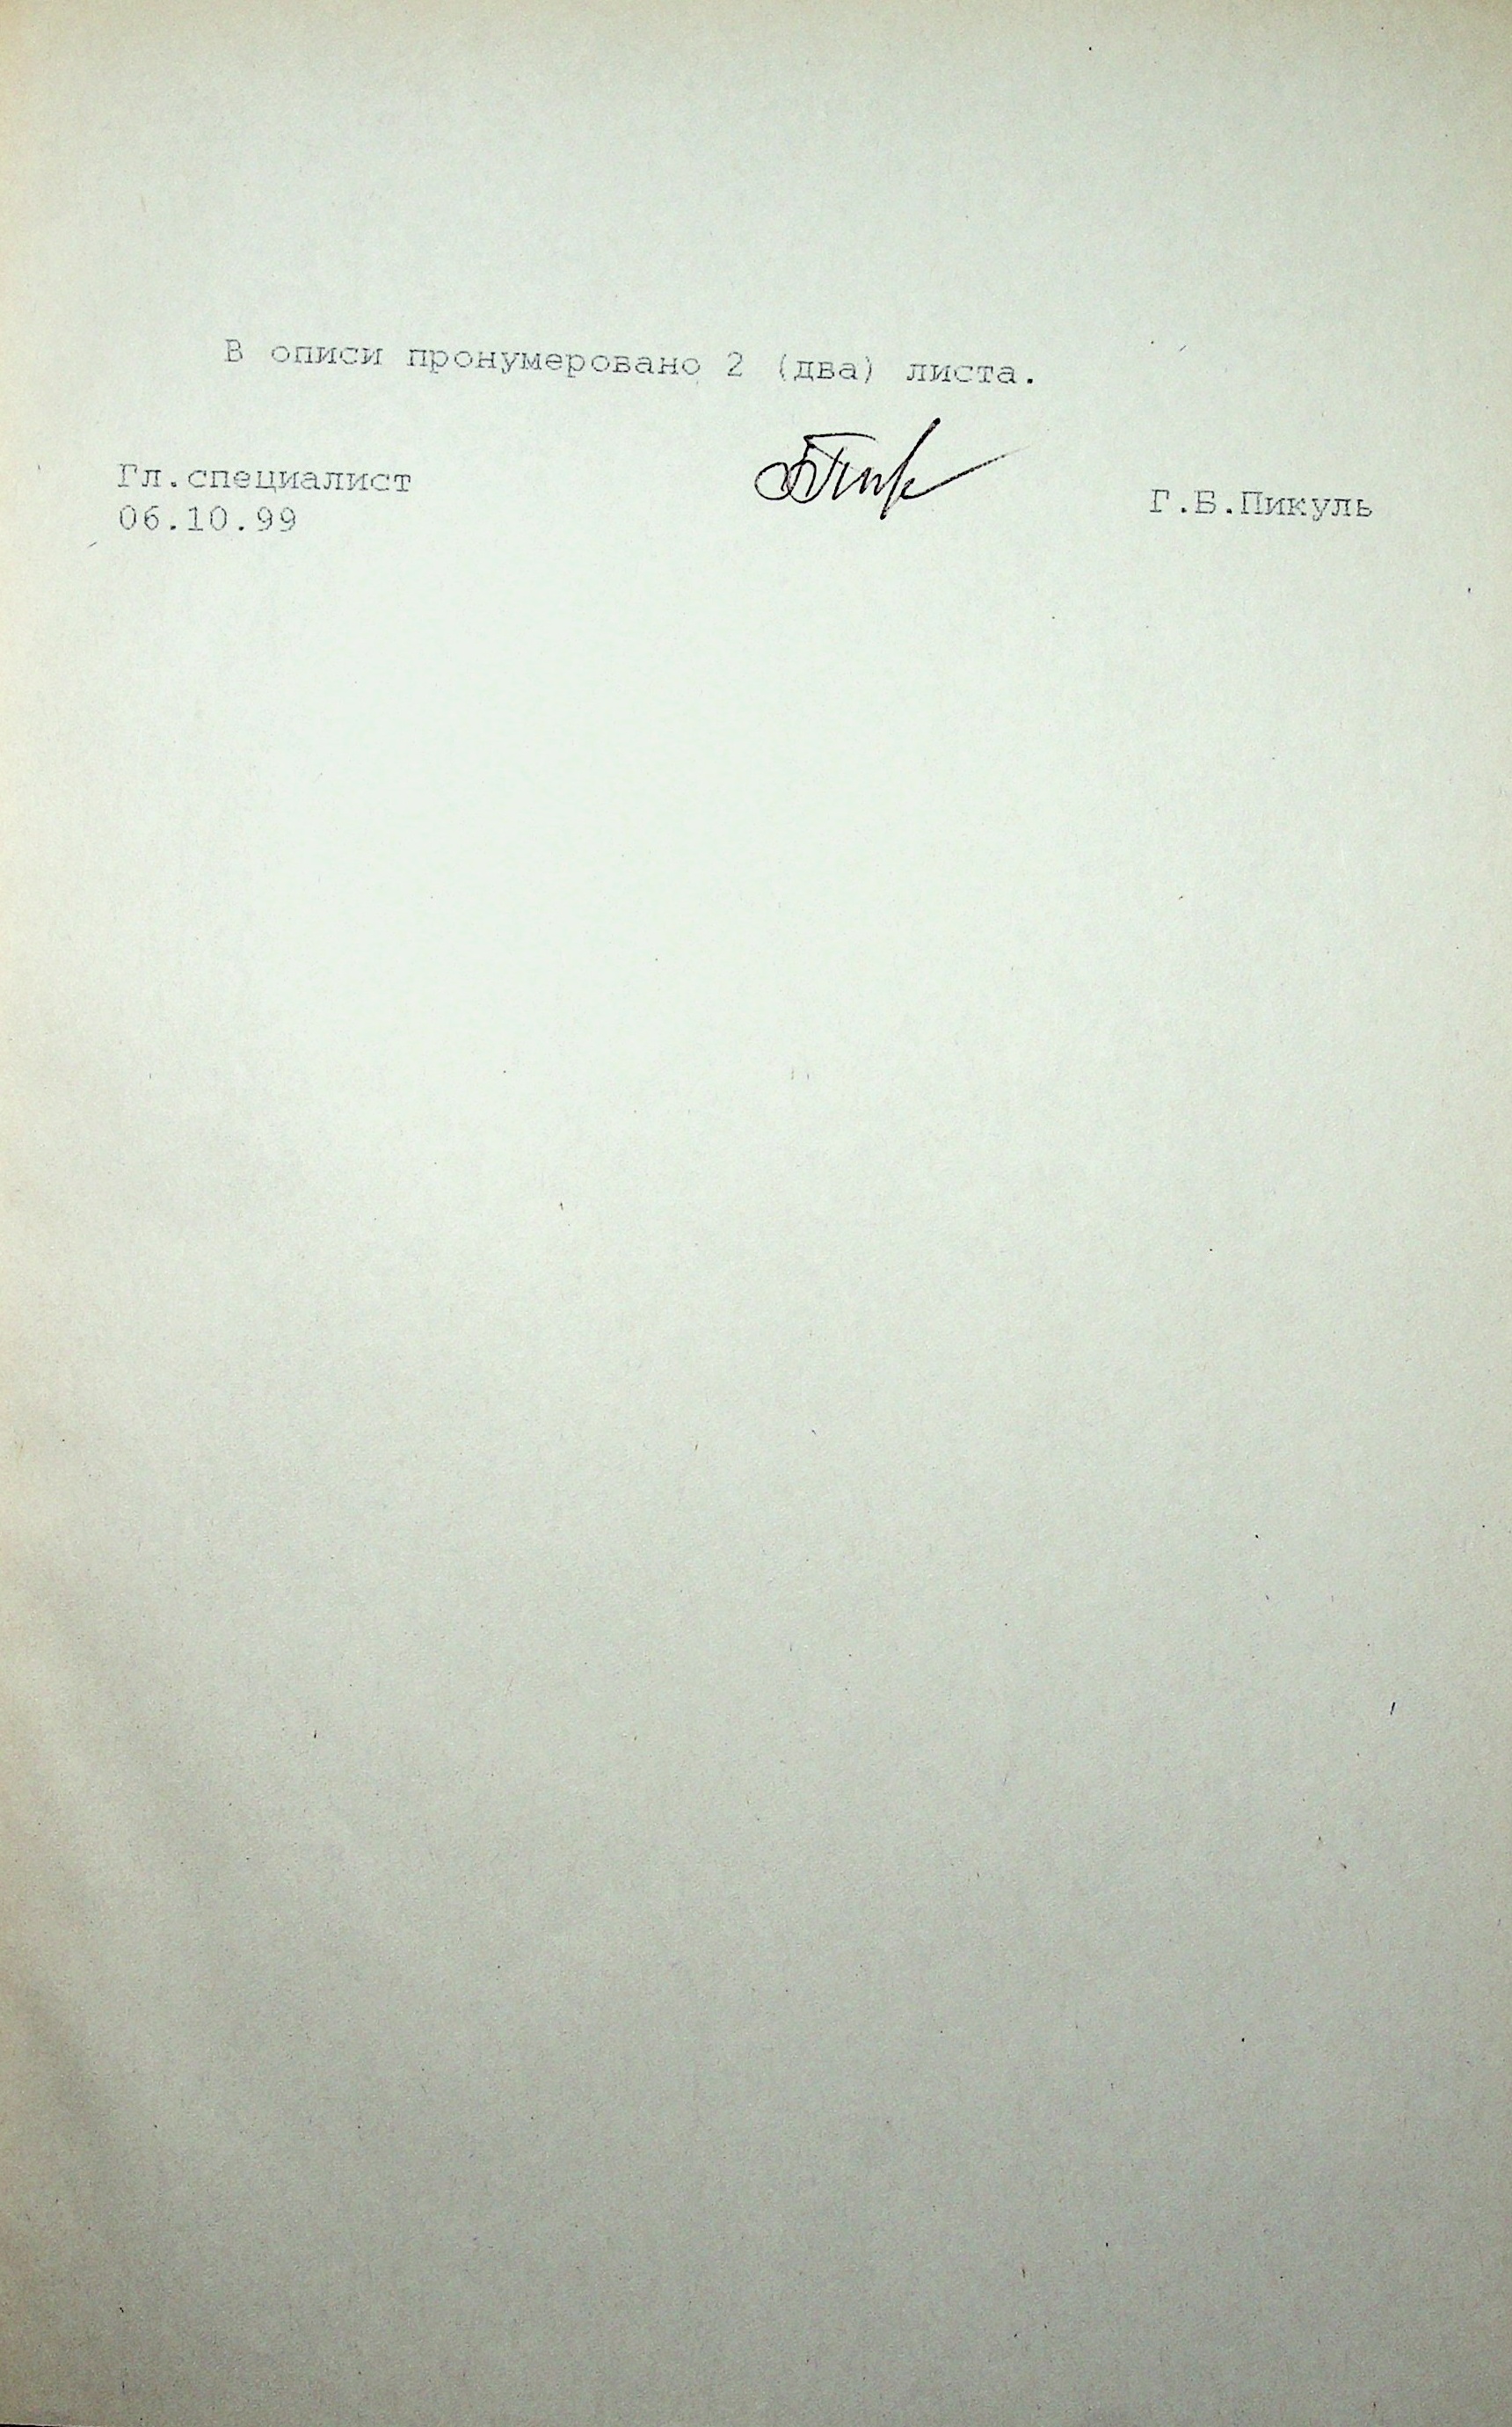 В описи пронумеровано 2 (два) листа.
Гл.специалист
Г.В.Пикуль
06.10.99